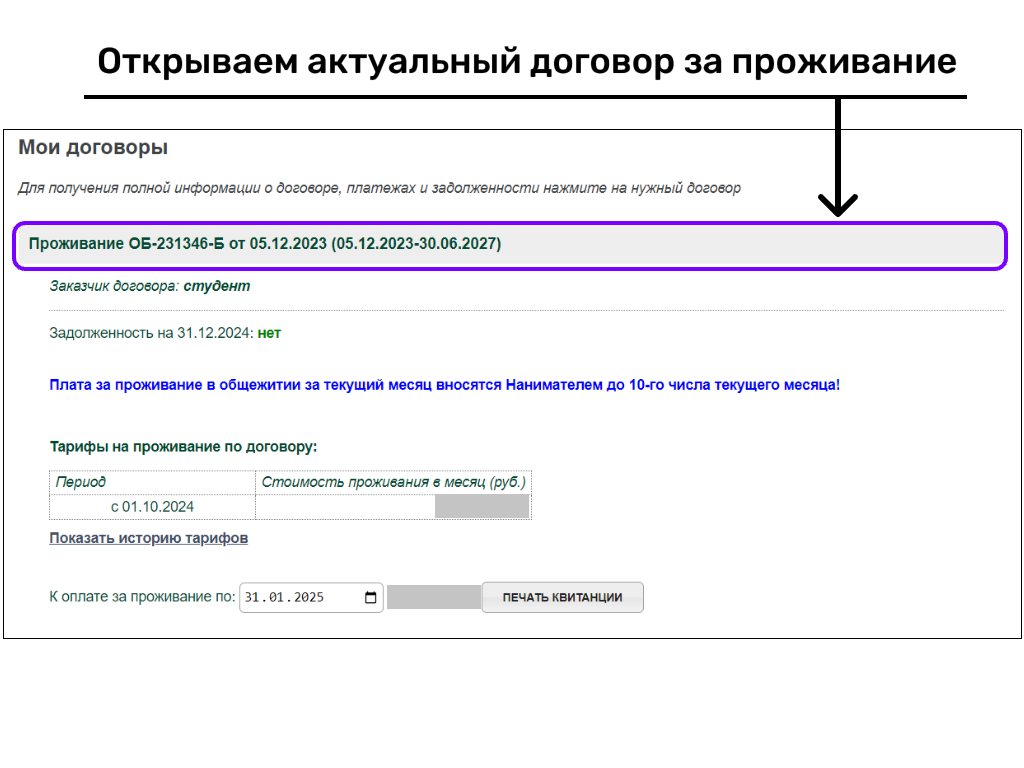 Открываем актуальный договор за проживание
Мои договоры
Для получения полной информации о договоре, платежах и задолженности нажмите на нужный договор
Проживание ОБ-231346-Б от 05.12.2023 (05.12.2023-30.06.2027)
Заказчик договора: студент
Задолженность на 31.12.2024: нет
Плата за проживание в общежитии за текущий месяц вносятся Нанимателем до 10-го числа текущего месяца!
Тарифы на проживание по договору:
Период Стоимость проживания в месяц (руб.)
с 01.10.2024
Показать историю тарифов
К оплате за проживание по: 31.01.2025 ПЕЧАТЬ КВИТАНЦИИ